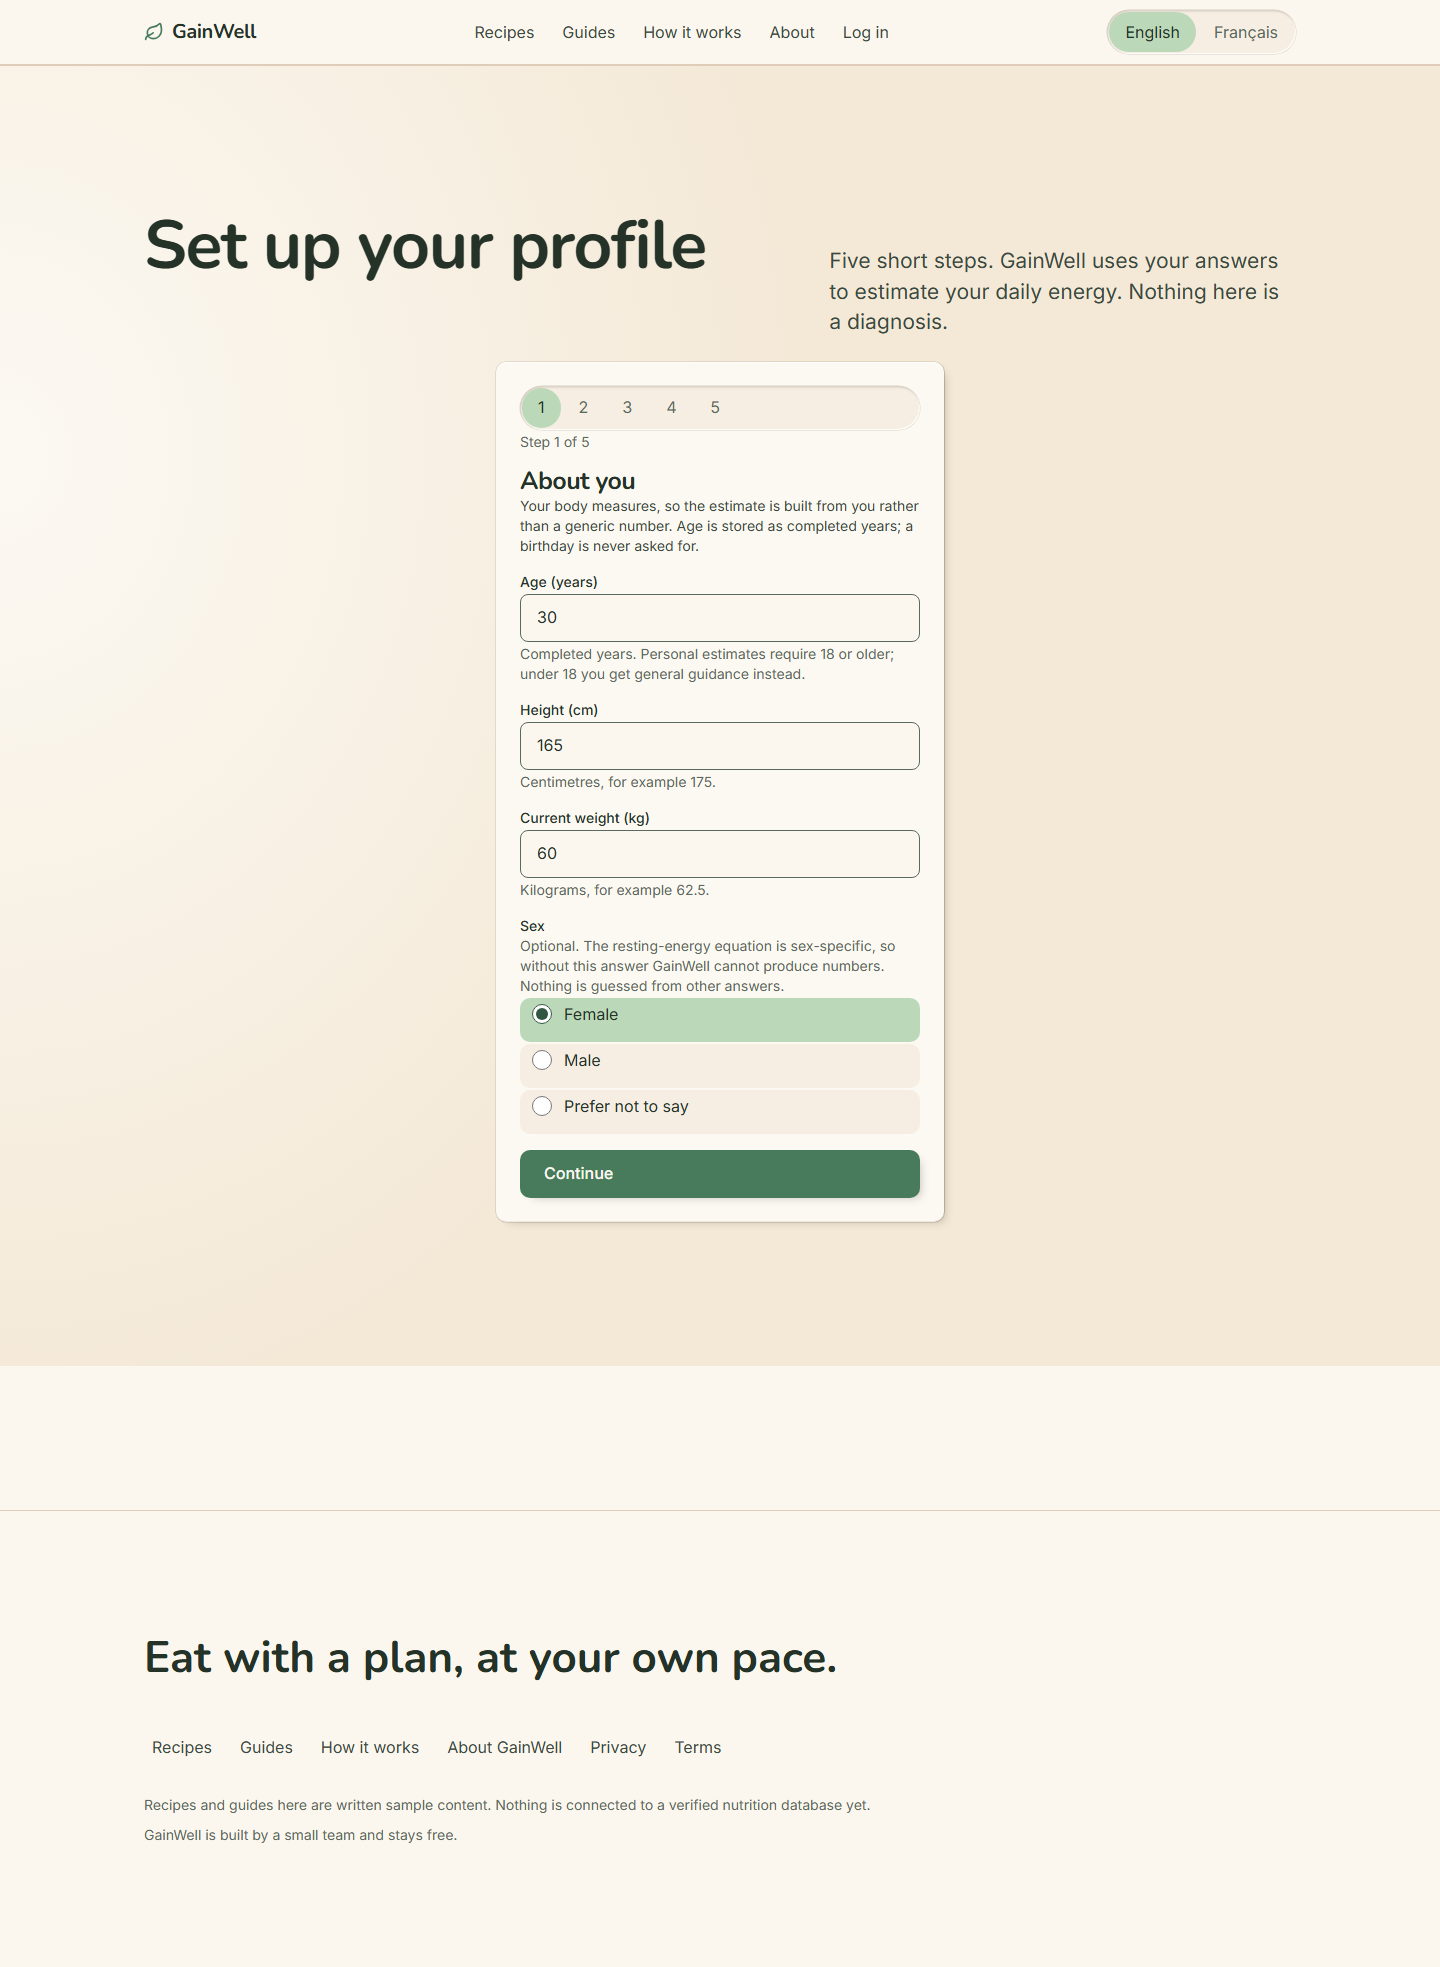 GainWell
Recipes
Guides
How it works
About
Log in
English
Français
Set up your profile
Five short steps. GainWell uses your answers
to estimate your daily energy. Nothing here is
a diagnosis.
1
2
3
4
5
Step 1 of 5
About you
Your body measures, so the estimate is built from you rather
than a generic number. Age is stored as completed years; a
birthday is never asked for.
Age (years)
30
Completed years. Personal estimates require 18 or older;
under 18 you get general guidance instead.
Height (cm)
165
Centimetres, for example 175.
Current weight (kg)
60
Kilograms, for example 62.5.
Sex
Optional. The resting-energy equation is sex-specific, so
without this answer GainWell cannot produce numbers.
Nothing is guessed from other answers.
Female
Male
Prefer not to say
Continue
Eat with a plan, at your own pace.
Recipes
Guides
How it works
About GainWell
Privacy
Terms
Recipes and guides here are written sample content. Nothing is connected to a verified nutrition database yet.
GainWell is built by a small team and stays free.